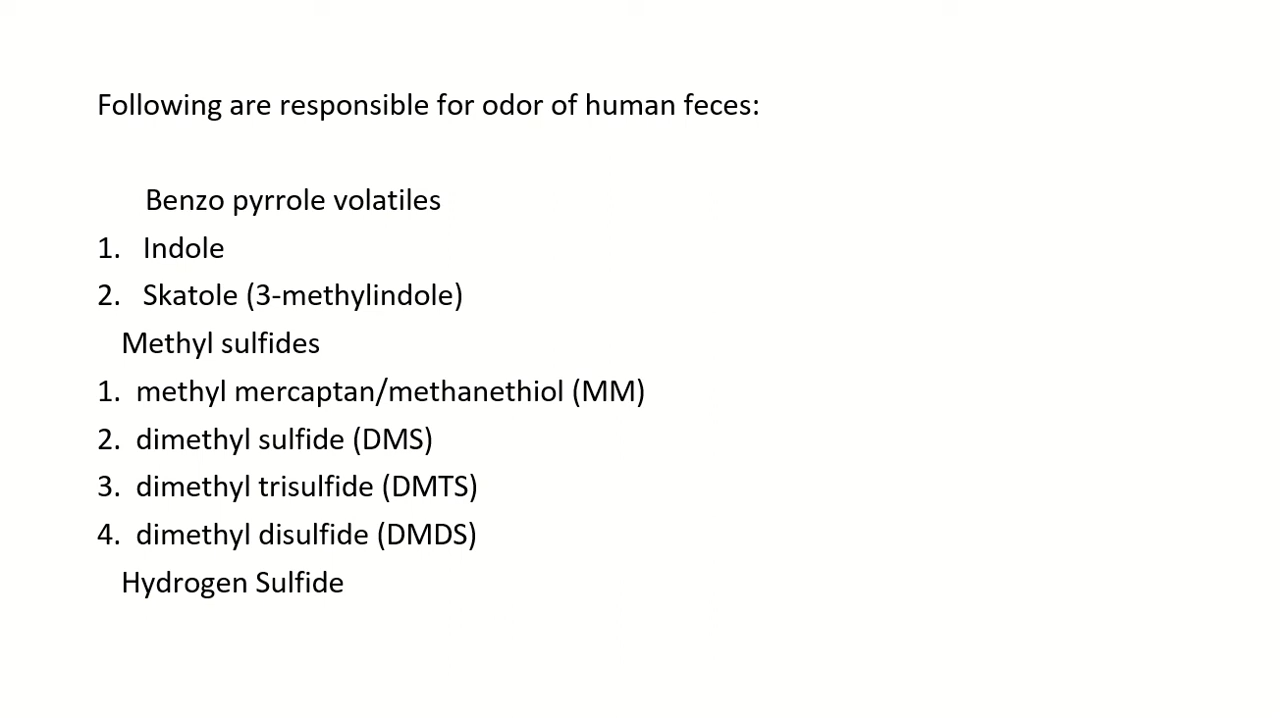 Following are responsible for odor of human feces:
Benzo pyrrole volatiles
1. Indole
2. Skatole (3-methylindole)
Methyl sulfides
1. methyl mercaptan/methanethiol (MM)
2. dimethyl sulfide (DMS)
3. dimethyl trisulfide (DMTS)
4. dimethyl disulfide (DMDS)
Hydrogen Sulfide